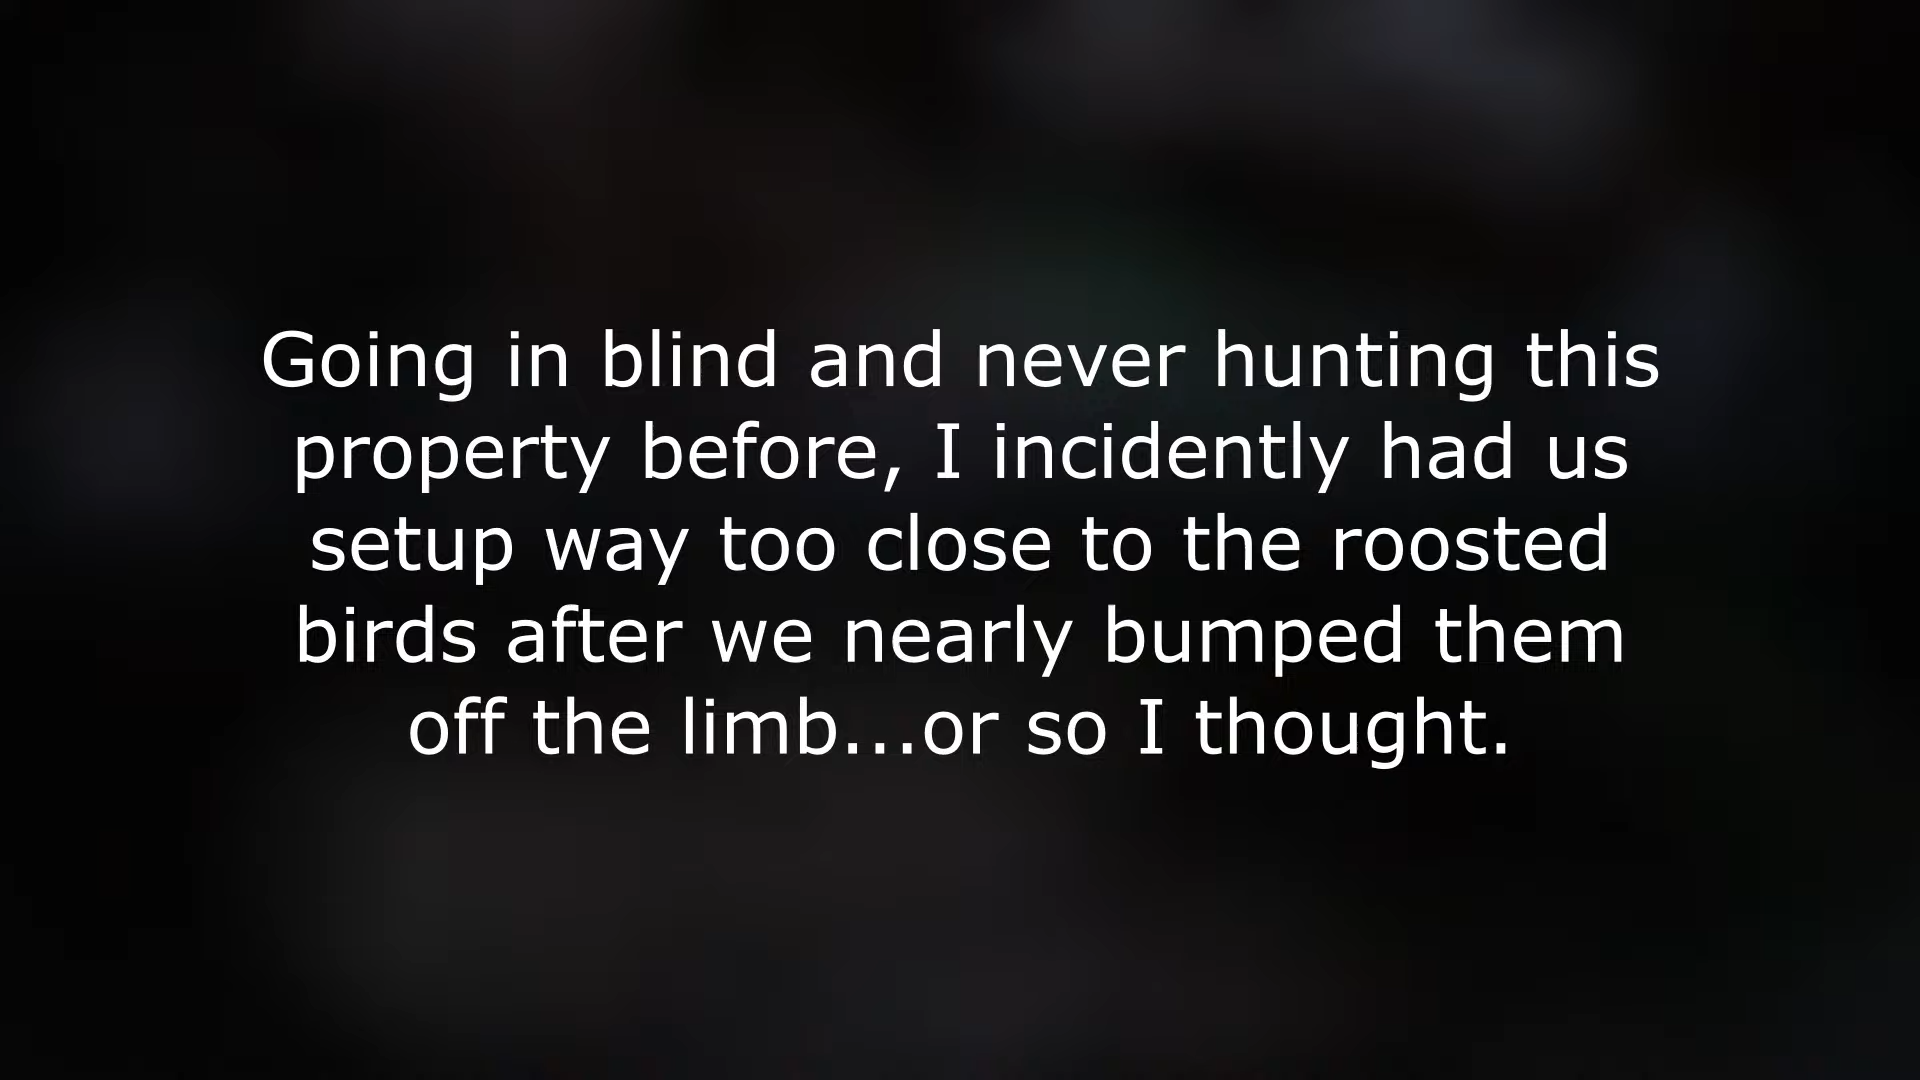 Going in blind and never hunting this
property before, I incidently had us
setup way too close to the roosted
birds after we nearly bumped them
off the limb...or so I thought.